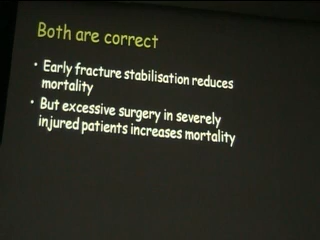 Both are correct
• Early fracture stabilisation reduces
mortality
• But excessive surgery in severely
injured patients increases mortality